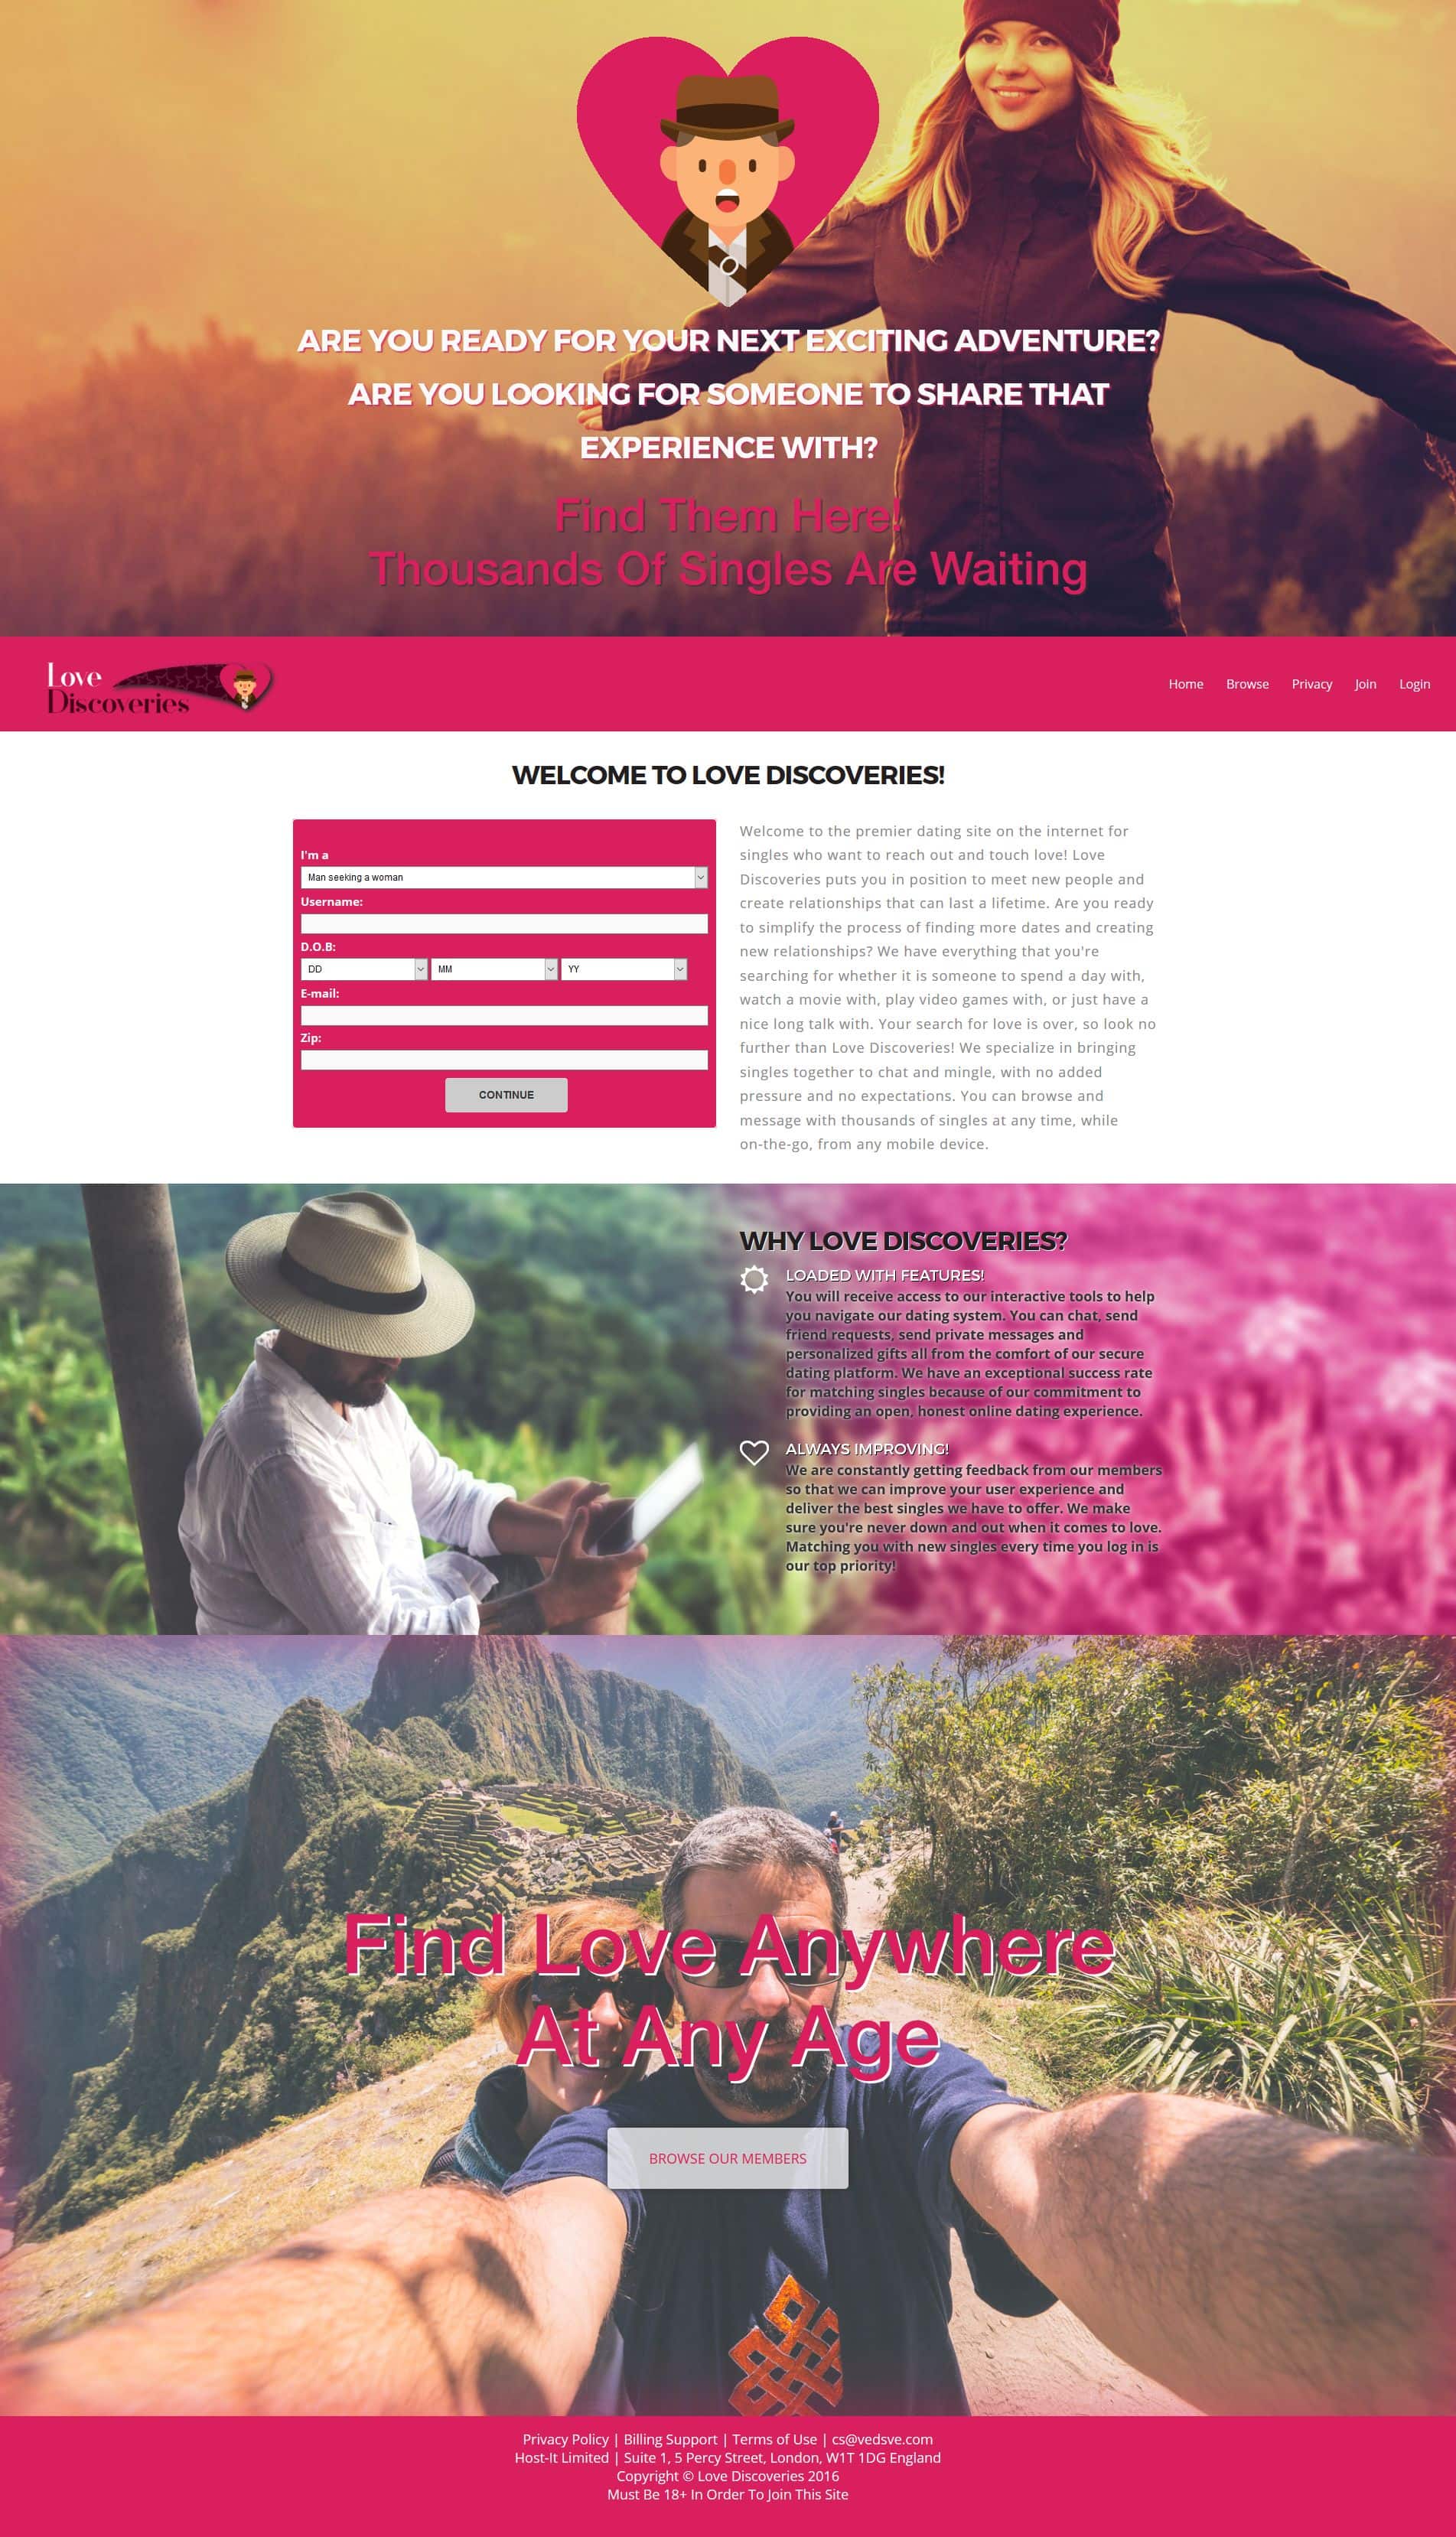 ARE YOU READY FOR YOUR NEXT EXCITING ADVENTURE?
ARE YOU LOOKING FOR SOMEONE TO SHARE THAT
EXPERIENCE WITH?
Find Them Here!
Thousands Of Singles Are Waiting
Love
Discoveries
Home Browse Privacy Join Login
WELCOME TO LOVE DISCOVERIES!
I'm a
Man seeking a woman
Username:
D.O.B:
DD MM YY
E-mail:
Zip:
CONTINUE
Welcome to the premier dating site on the internet for
singles who want to reach out and touch love! Love
Discoveries puts you in position to meet new people and
create relationships that can last a lifetime. Are you ready
to simplify the process of finding more dates and creating
new relationships? We have everything that you're
searching for whether it is someone to spend a day with,
watch a movie with, play video games with, or just have a
nice long talk with. Your search for love is over, so look no
further than Love Discoveries! We specialize in bringing
singles together to chat and mingle, with no added
pressure and no expectations. You can browse and
message with thousands of singles at any time, while
on-the-go, from any mobile device.
WHY LOVE DISCOVERIES?
LOADED WITH FEATURES!
You will receive access to our interactive tools to help
you navigate our dating system. You can chat, send
friend requests, send private messages and
personalized gifts all from the comfort of our secure
dating platform. We have an exceptional success rate
for matching singles because of our commitment to
providing an open, honest online dating experience.
ALWAYS IMPROVING!
We are constantly getting feedback from our members
so that we can improve your user experience and
deliver the best singles we have to offer. We make
sure you're never down and out when it comes to love.
Matching you with new singles every time you log in is
our top priority!
Find Love Anywhere
At Any Age
BROWSE OUR MEMBERS
Privacy Policy | Billing Support | Terms of Use | cs@vedsve.com
Host-It Limited | Suite 1, 5 Percy Street, London, W1T 1DG England
Copyright © Love Discoveries 2016
Must Be 18+ In Order To Join This Site